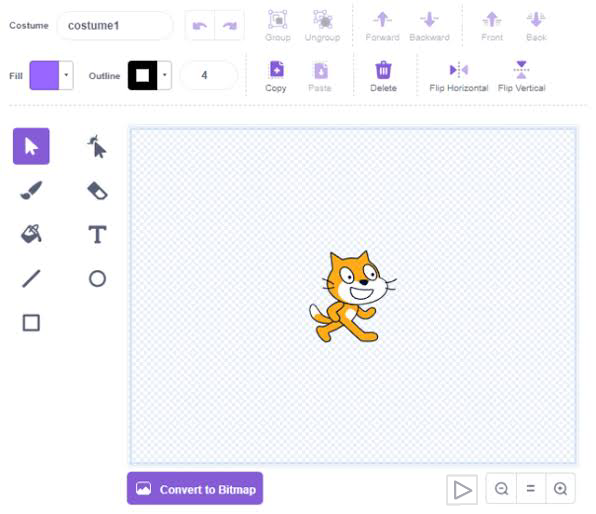 Costume costume1
Group Ungroup Forward Backward Front Back
Fill Outline 4
Copy Paste Delete Flip Horizontal Flip Vertical
T
Convert to Bitmap